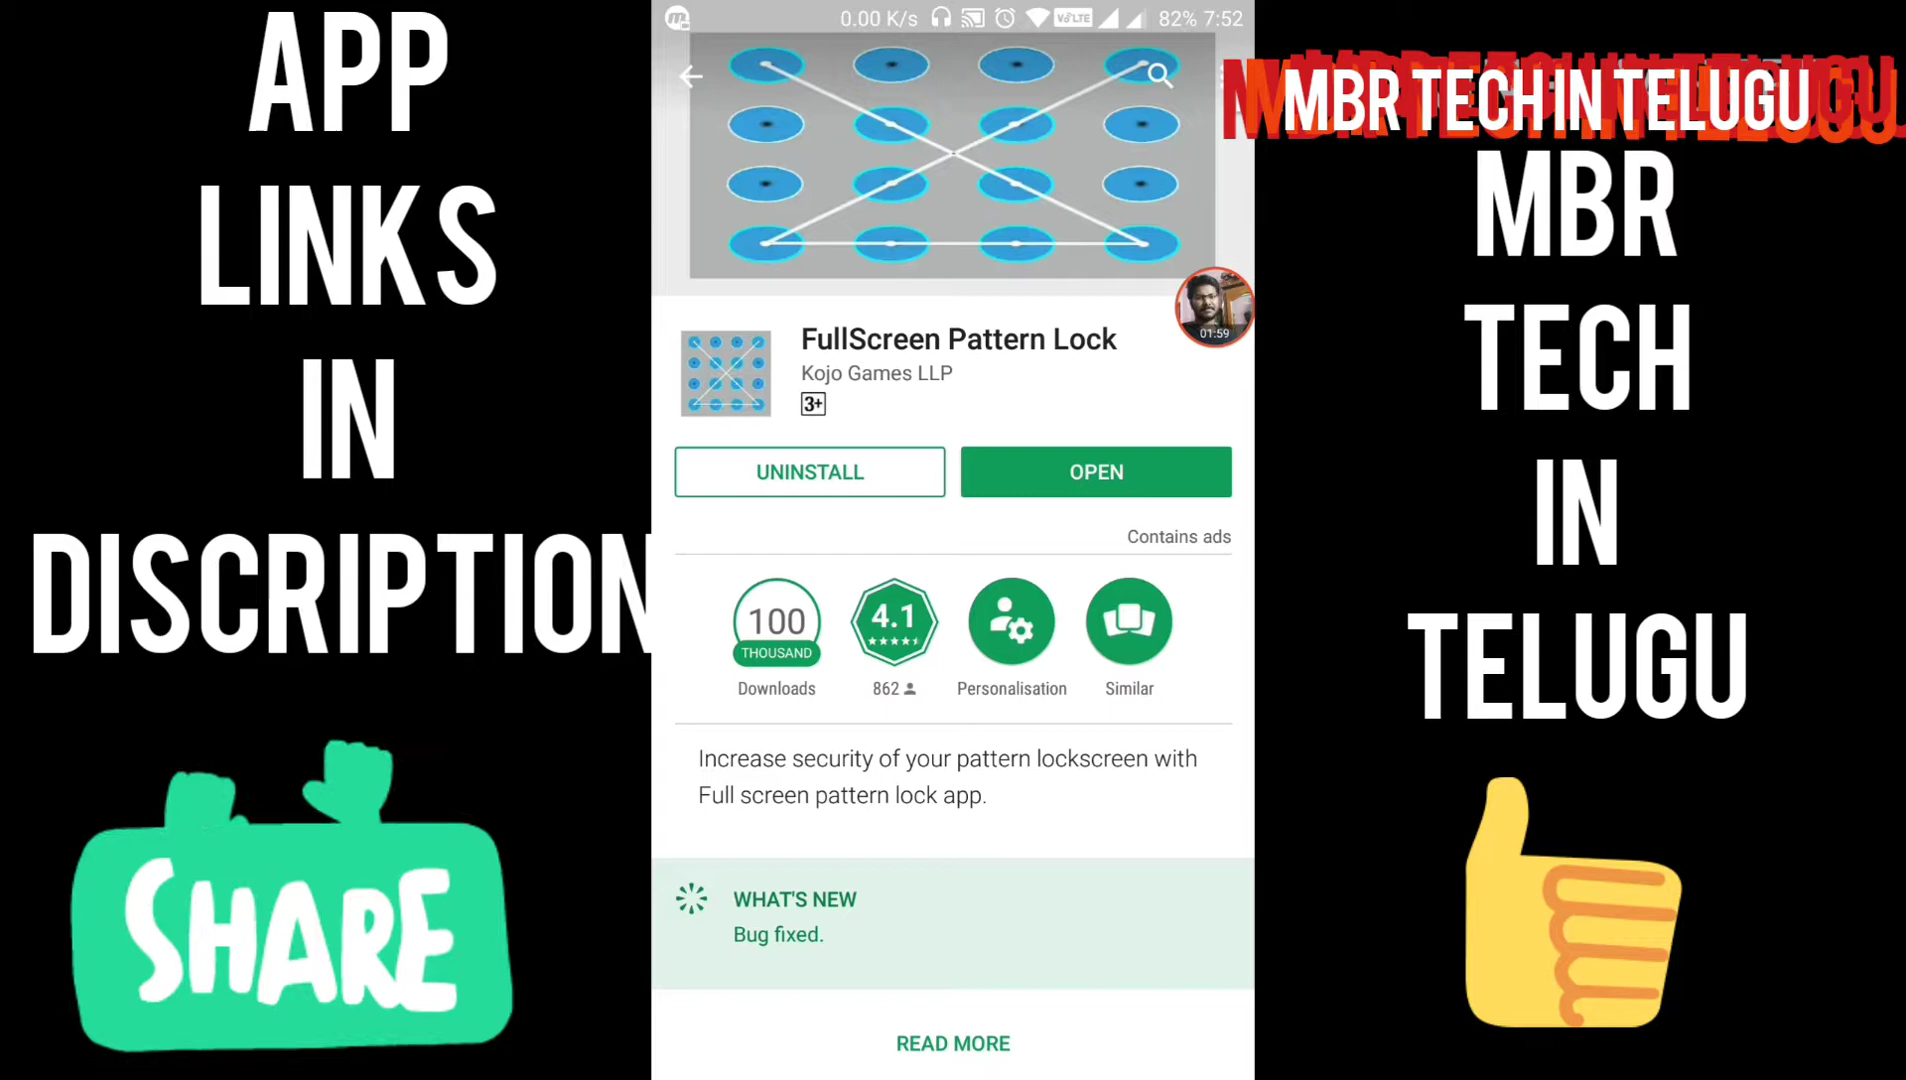 APP
LINKS
IN
DISCRIPTION
SHARE
0.00 K/s VoLTE 82% 7:52
FullScreen Pattern Lock
Kojo Games LLP
3+
01:59
UNINSTALL
OPEN
Contains ads
100
THOUSAND
Downloads
4.1
862
Personalisation
Similar
Increase security of your pattern lockscreen with
Full screen pattern lock app.
WHAT'S NEW
Bug fixed.
READ MORE
MBR TECH IN TELUGU
MBR
TECH
IN
TELUGU